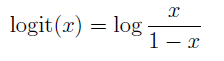 logit(x) = log x / (1 − x)